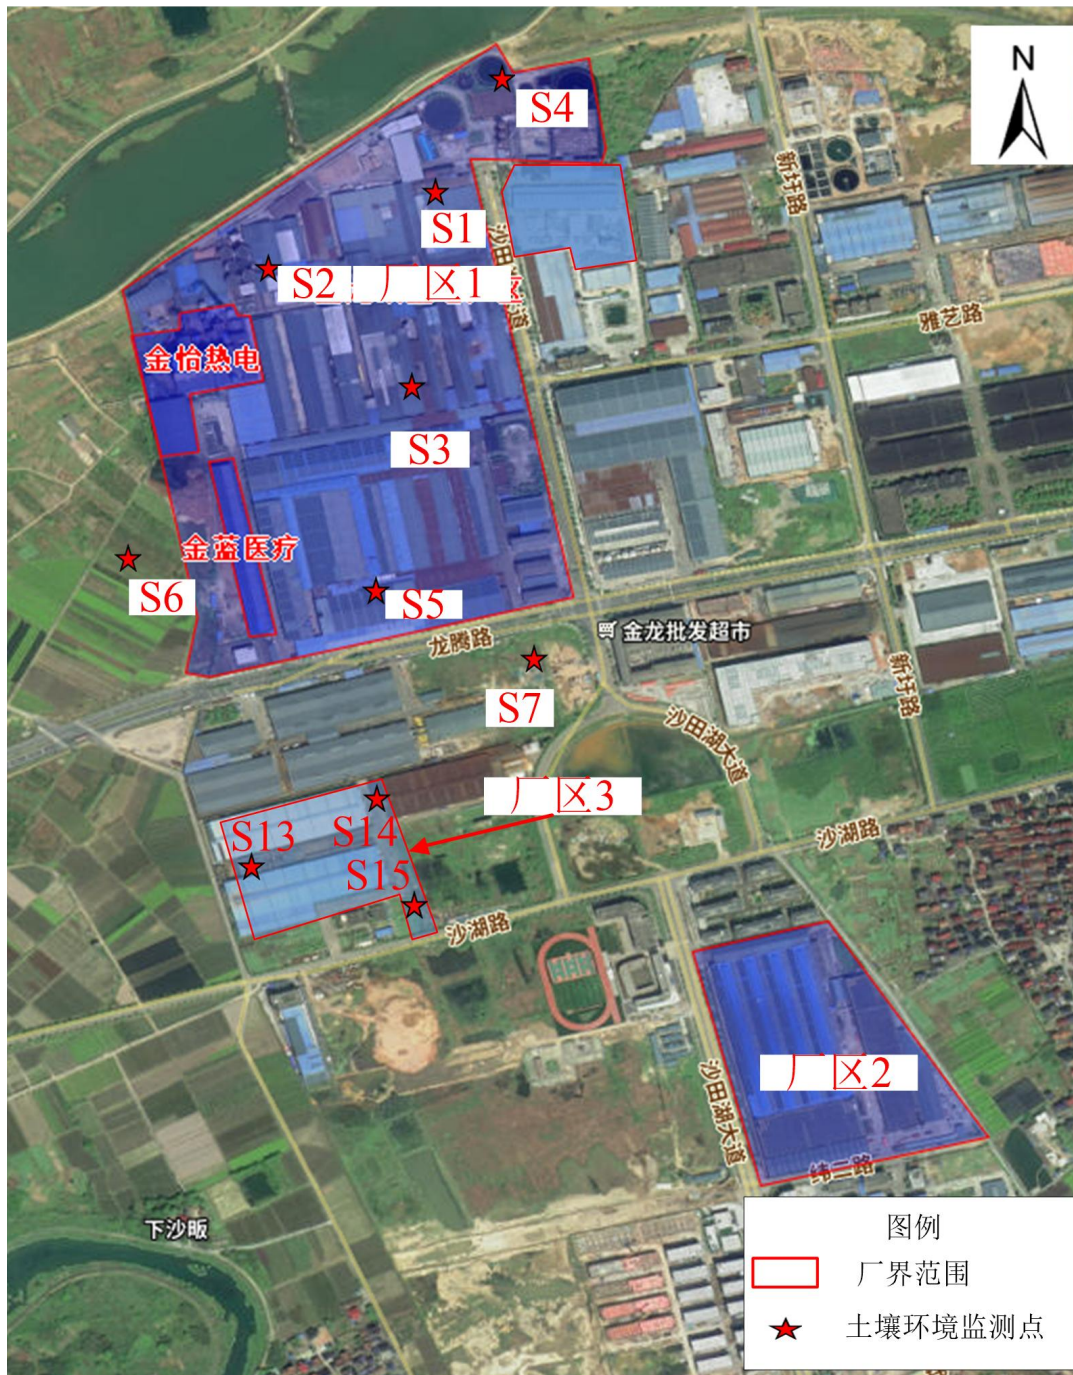 N
S4
新圩路
S1
沙田
道
S2
厂区1
区
雅艺路
金怡热电
S3
金蓝医疗
S6
S5
金龙批发超市
龙腾路
新圩路
S7
沙田湖大道
厂区3
沙湖路
S13
S14
S15
沙湖路
厂区2
沙田湖大道
纬二路
下沙畈
图例
厂界范围
土壤环境监测点